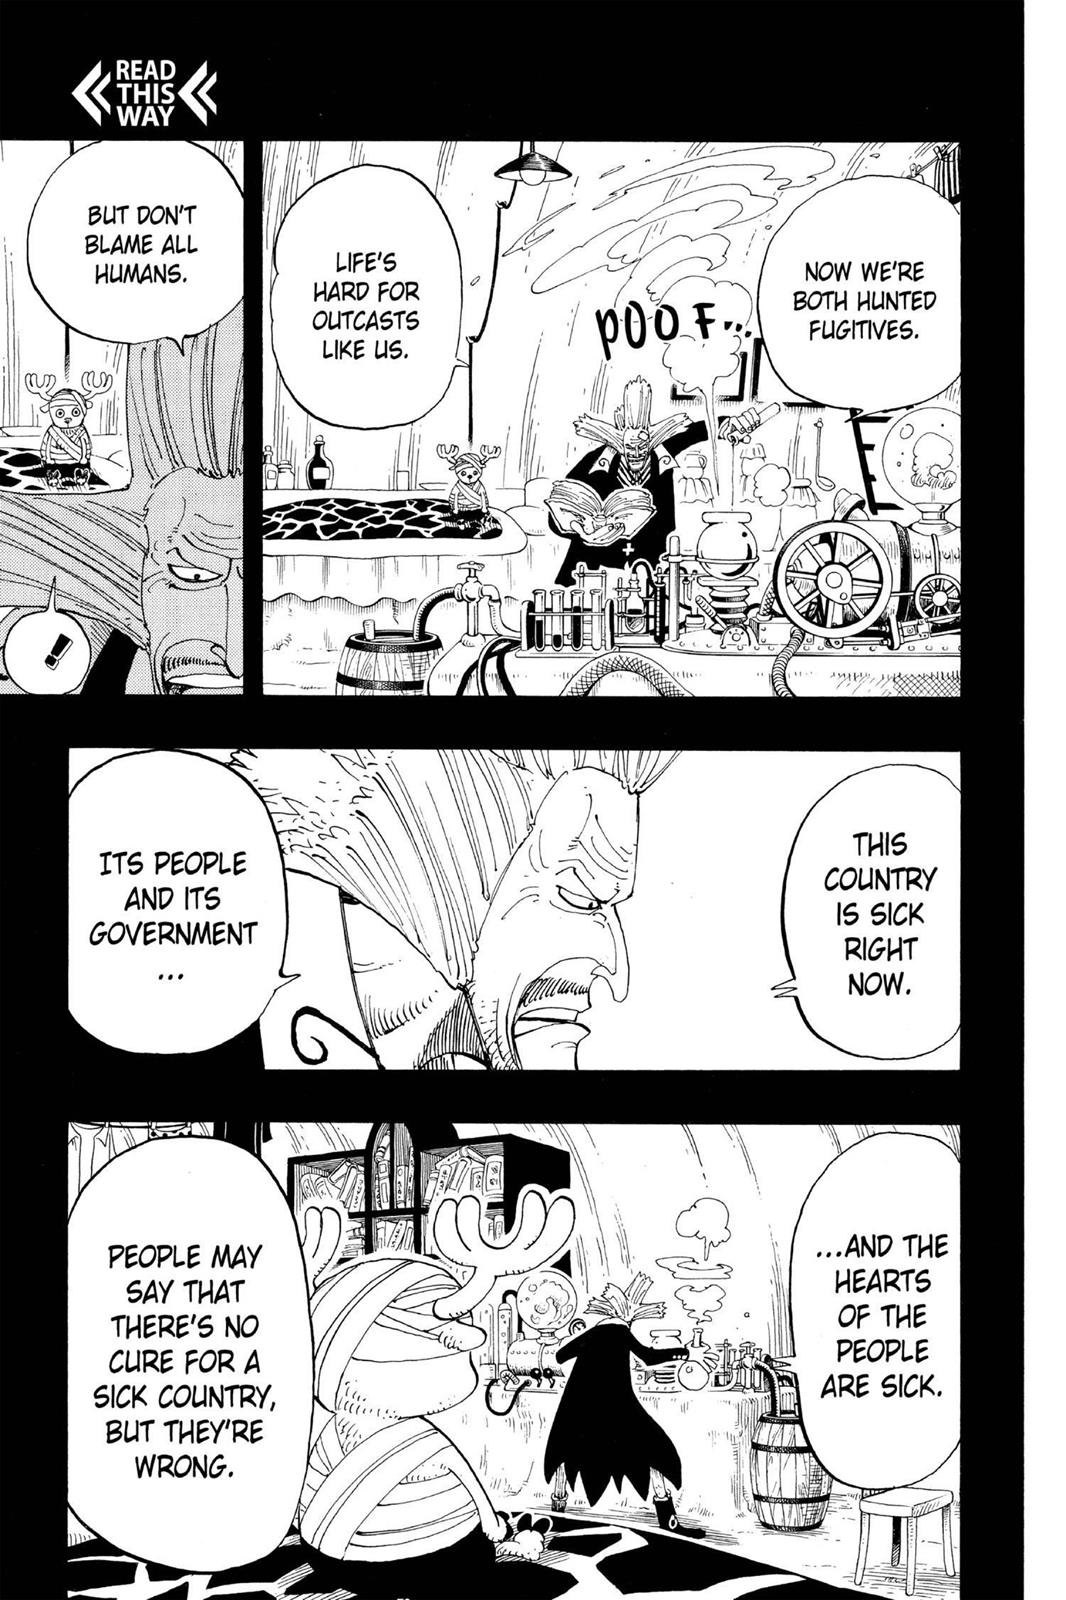 READ
THIS
WAY
NOW WE'RE
BOTH HUNTED
FUGITIVES.
POOF...
LIFE'S
HARD FOR
OUTCASTS
LIKE US.
BUT DON'T
BLAME ALL
HUMANS.
!
THIS
COUNTRY
IS SICK
RIGHT
NOW.
ITS PEOPLE
AND ITS
GOVERNMENT
...
...AND THE
HEARTS
OF THE
PEOPLE
ARE SICK.
PEOPLE MAY
SAY THAT
THERE'S NO
CURE FOR A
SICK COUNTRY,
BUT THEY'RE
WRONG.